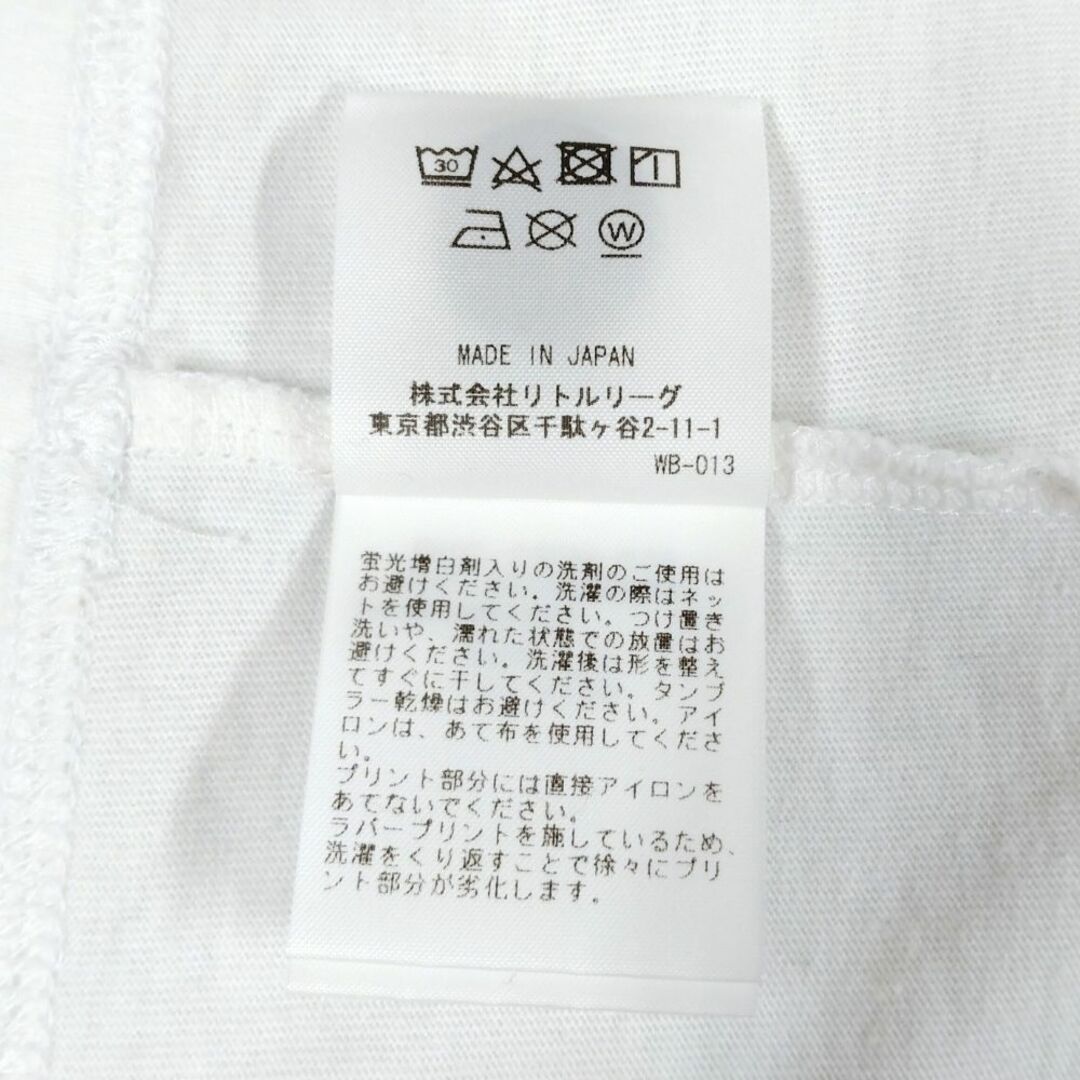 30
W
MADE IN JAPAN
株式会社リトルリーグ
東京都渋谷区千駄ヶ谷2-11-1
WB-013
蛍光増白剤入りの洗剤のご使用は
お避けください。洗濯の際はネッ
トを使用してください。つけ置き
洗いや、濡れた状態での放置はお
避けください。洗濯後は形を整え
てすぐに干してください。タンブ
ラー乾燥はお避けください。アイ
ロンは、あて布を使用してくださ
い。
プリント部分には直接アイロンを
あてないでください。
ラバープリントを施しているため、
洗濯をくり返すことで徐々にプリ
ント部分が劣化します。